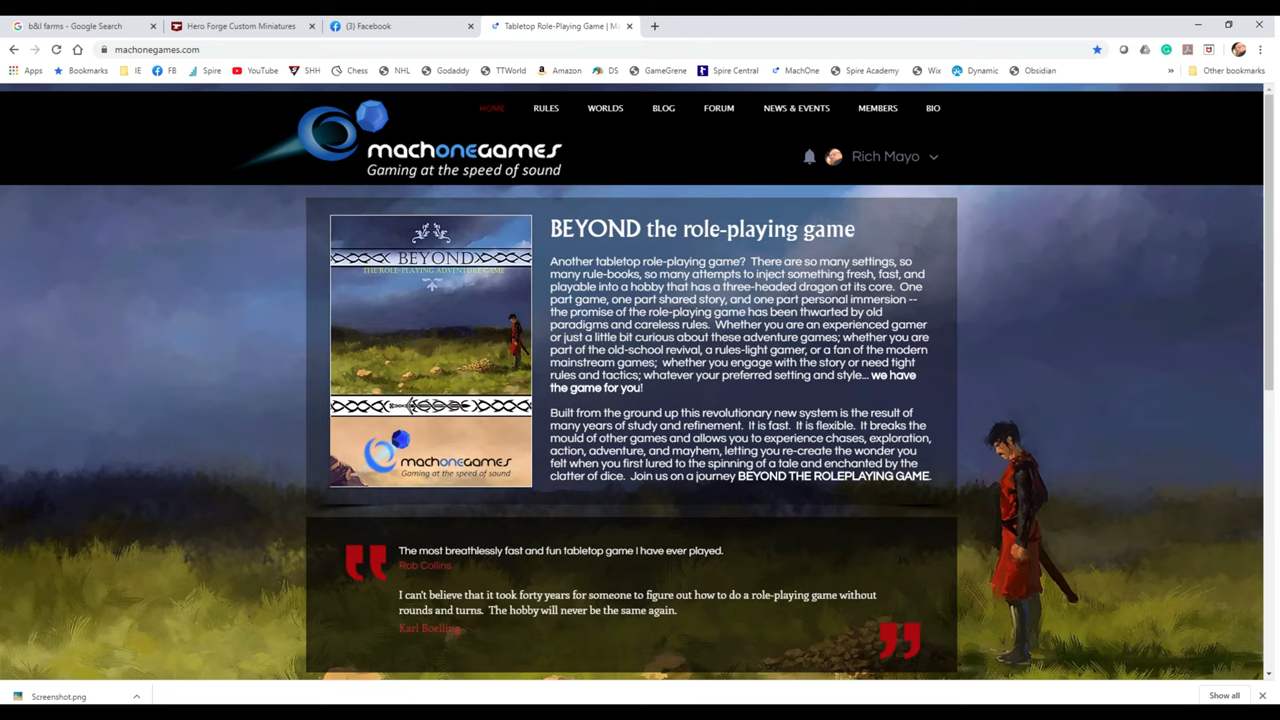 b&l farms - Google Search
Hero Forge Custom Miniatures
(3) Facebook
Tabletop Role-Playing Game | Ma
machonegames.com
Apps Bookmarks IE FB Spire YouTube SHH Chess NHL Godaddy TTWorld Amazon DS GameGrene Spire Central MachOne Spire Academy Wix Dynamic Obsidian » Other bookmarks
HOME RULES WORLDS BLOG FORUM NEWS & EVENTS MEMBERS BIO
machonegames
Gaming at the speed of sound
Rich Mayo
BEYOND
THE ROLE-PLAYING ADVENTURE GAME
machonegames
Gaming at the speed of sound
BEYOND the role-playing game
Another tabletop role-playing game? There are so many settings, so
many rule-books, so many attempts to inject something fresh, fast, and
playable into a hobby that has a three-headed dragon at its core. One
part game, one part shared story, and one part personal immersion --
the promise of the role-playing game has been thwarted by old
paradigms and careless rules. Whether you are an experienced gamer
or just a little bit curious about these adventure games; whether you are
part of the old-school revival, a rules-light gamer, or a fan of the modern
mainstream games; whether you engage with the story or need tight
rules and tactics; whatever your preferred setting and style... we have
the game for you!
Built from the ground up this revolutionary new system is the result of
many years of study and refinement. It is fast. It is flexible. It breaks the
mould of other games and allows you to experience chases, exploration,
action, adventure, and mayhem, letting you re-create the wonder you
felt when you first lured to the spinning of a tale and enchanted by the
clatter of dice. Join us on a journey BEYOND THE ROLEPLAYING GAME.
The most breathlessly fast and fun tabletop game I have ever played.
Rob Collins
I can't believe that it took forty years for someone to figure out how to do a role-playing game without
rounds and turns. The hobby will never be the same again.
Karl Boelling
Screenshot.png
Show all